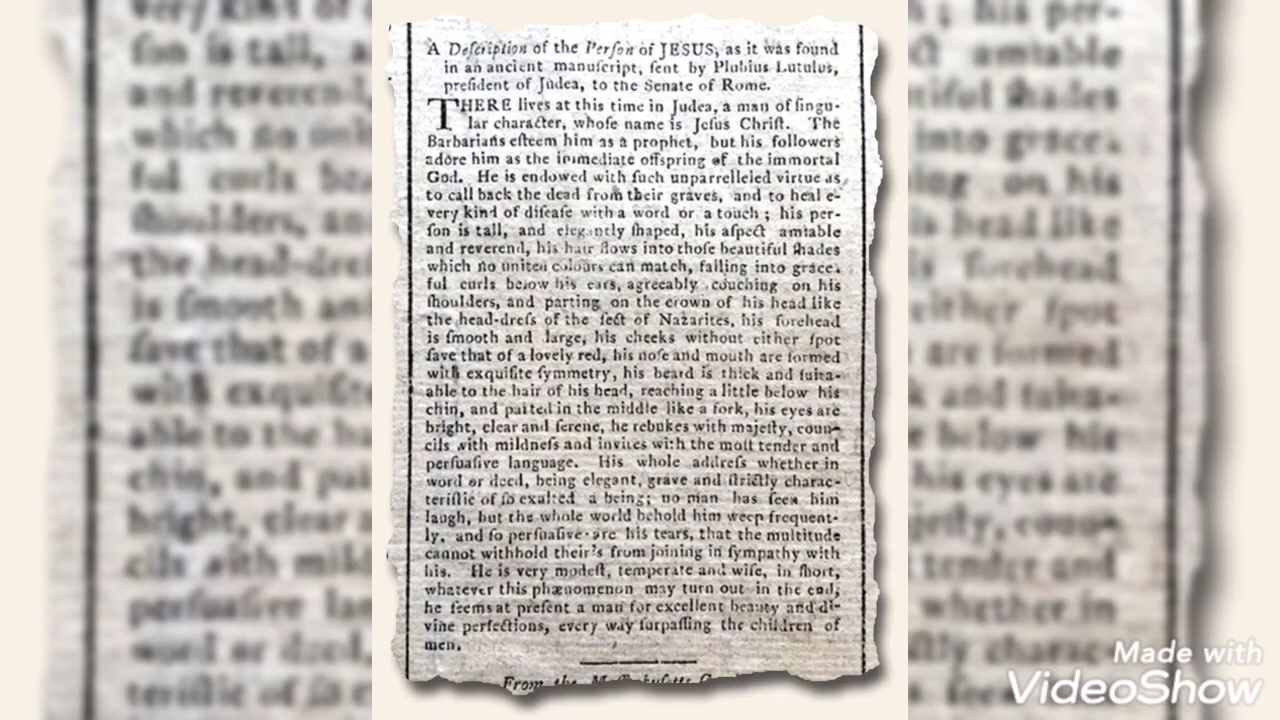 A Deſcription of the Perſon of JESUS, as it was found
in an ancient manuſcript, ſent by Plubius Lutulus,
preſident of Judea, to the Senate of Rome.
THERE lives at this time in Judea, a man of ſingu-
lar character, whoſe name is Jeſus Chriſt. The
Barbarians eſteem him as a prophet, but his followers
adore him as the immediate offspring of the immortal
God. He is endowed with ſuch unparrelleled virtue as
to call back the dead from their graves, and to heal e-
very kind of diſeaſe with a word or a touch ; his per-
ſon is tall, and elegantly ſhaped, his aſpect amiable
and reverend, his hair flows into thoſe beautiful ſhades
which no united colours can match, falling into grace-
ful curls below his ears, agreeably couching on his
ſhoulders, and parting on the crown of his head like
the head-dreſs of the ſect of Nazarites, his forehead
is ſmooth and large, his cheeks without either ſpot
ſave that of a lovely red, his noſe and mouth are formed
with exquiſite ſymmetry, his beard is thick and ſuita-
able to the hair of his head, reaching a little below his
chin, and parted in the middle like a fork, his eyes are
bright, clear and ſerene, he rebukes with majeſty, coun-
cils with mildneſs and invites with the moſt tender and
perſuaſive language. His whole addreſs whether in
word or deed, being elegant, grave and ſtrictly charac-
teriſtic of ſo exalted a being; no man has ſeen him
laugh, but the whole world behold him weep frequent-
ly, and ſo perſuaſive are his tears, that the multitude
cannot withhold their's from joining in ſympathy with
his. He is very modeſt, temperate and wiſe, in ſhort,
whatever this phænomenon may turn out in the end,
he ſeems at preſent a man for excellent beauty and di-
vine perfections, every way ſurpaſſing the children of
men.
From the
Made with
VideoShow